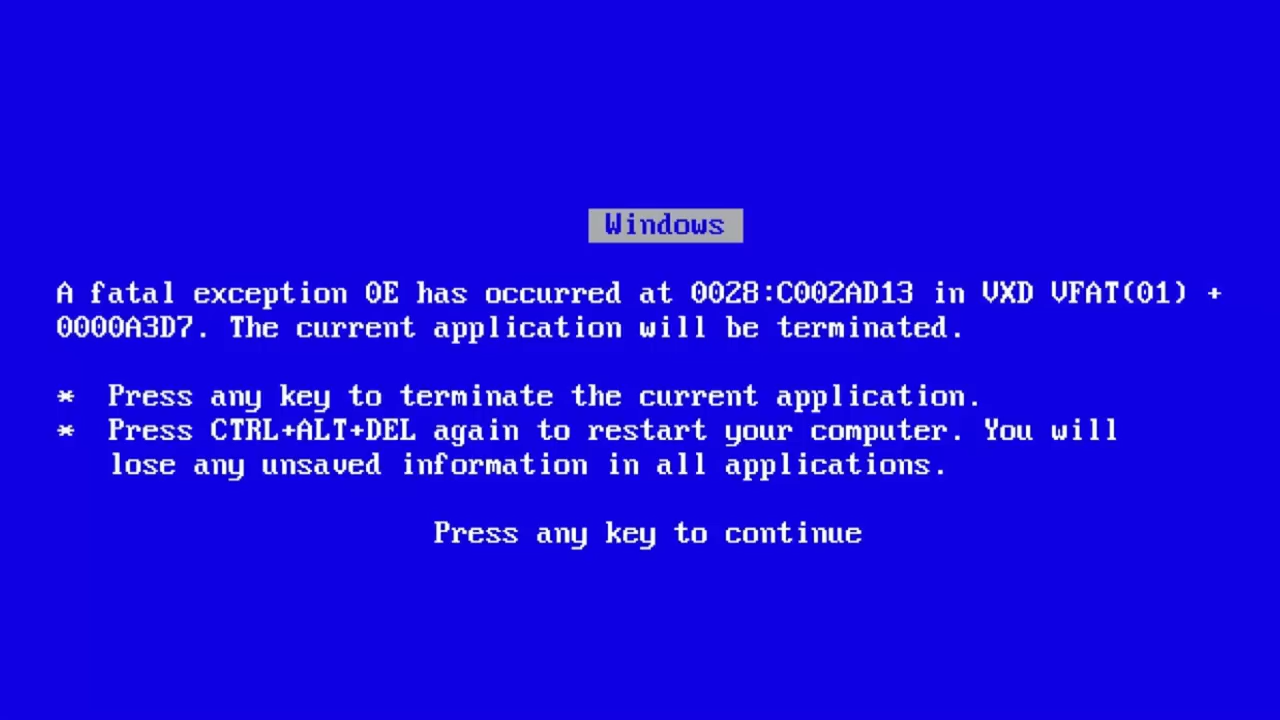 Windows
A fatal exception 0E has occurred at 0028:C002AD13 in VXD VFAT(01) +
0000A3D7. The current application will be terminated.
* Press any key to terminate the current application.
* Press CTRL+ALT+DEL again to restart your computer. You will
lose any unsaved information in all applications.
Press any key to continue